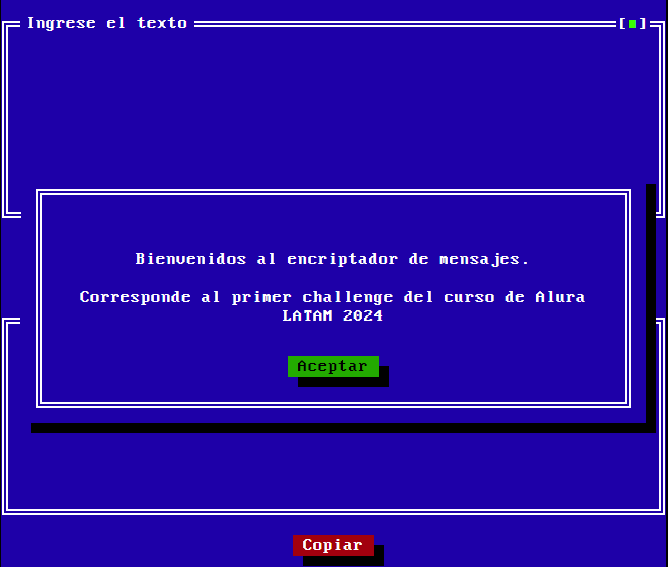 Ingrese el texto
Bienvenidos al encriptador de mensajes.
Corresponde al primer challenge del curso de Alura
LATAM 2024
Aceptar
Copiar